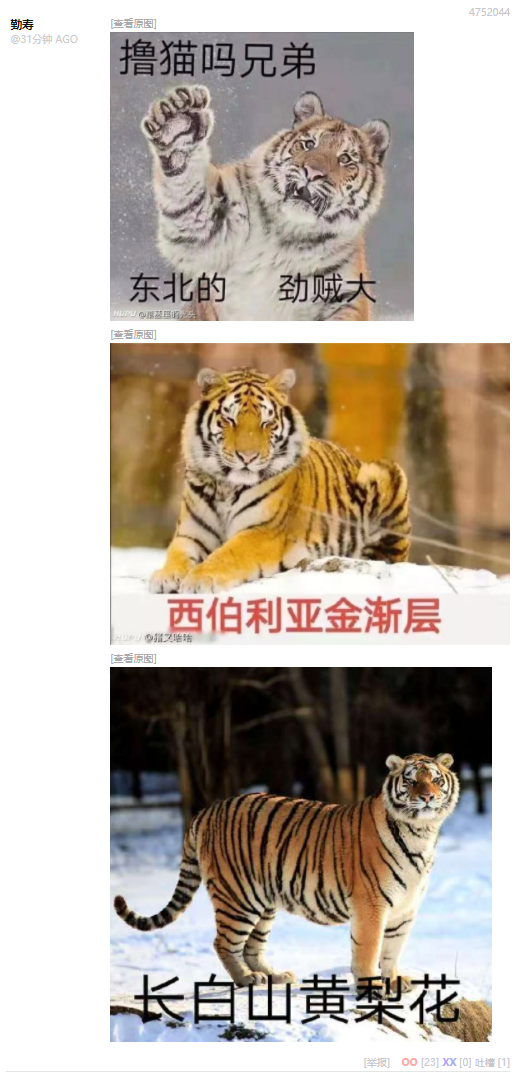 4752044
勤寿
@31分钟 AGO
[查看原图]
撸猫吗兄弟
东北的 劲贼大
[查看原图]
西伯利亚金渐层
[查看原图]
长白山黄梨花
[举报] OO [23] XX [0] 吐槽 [1]